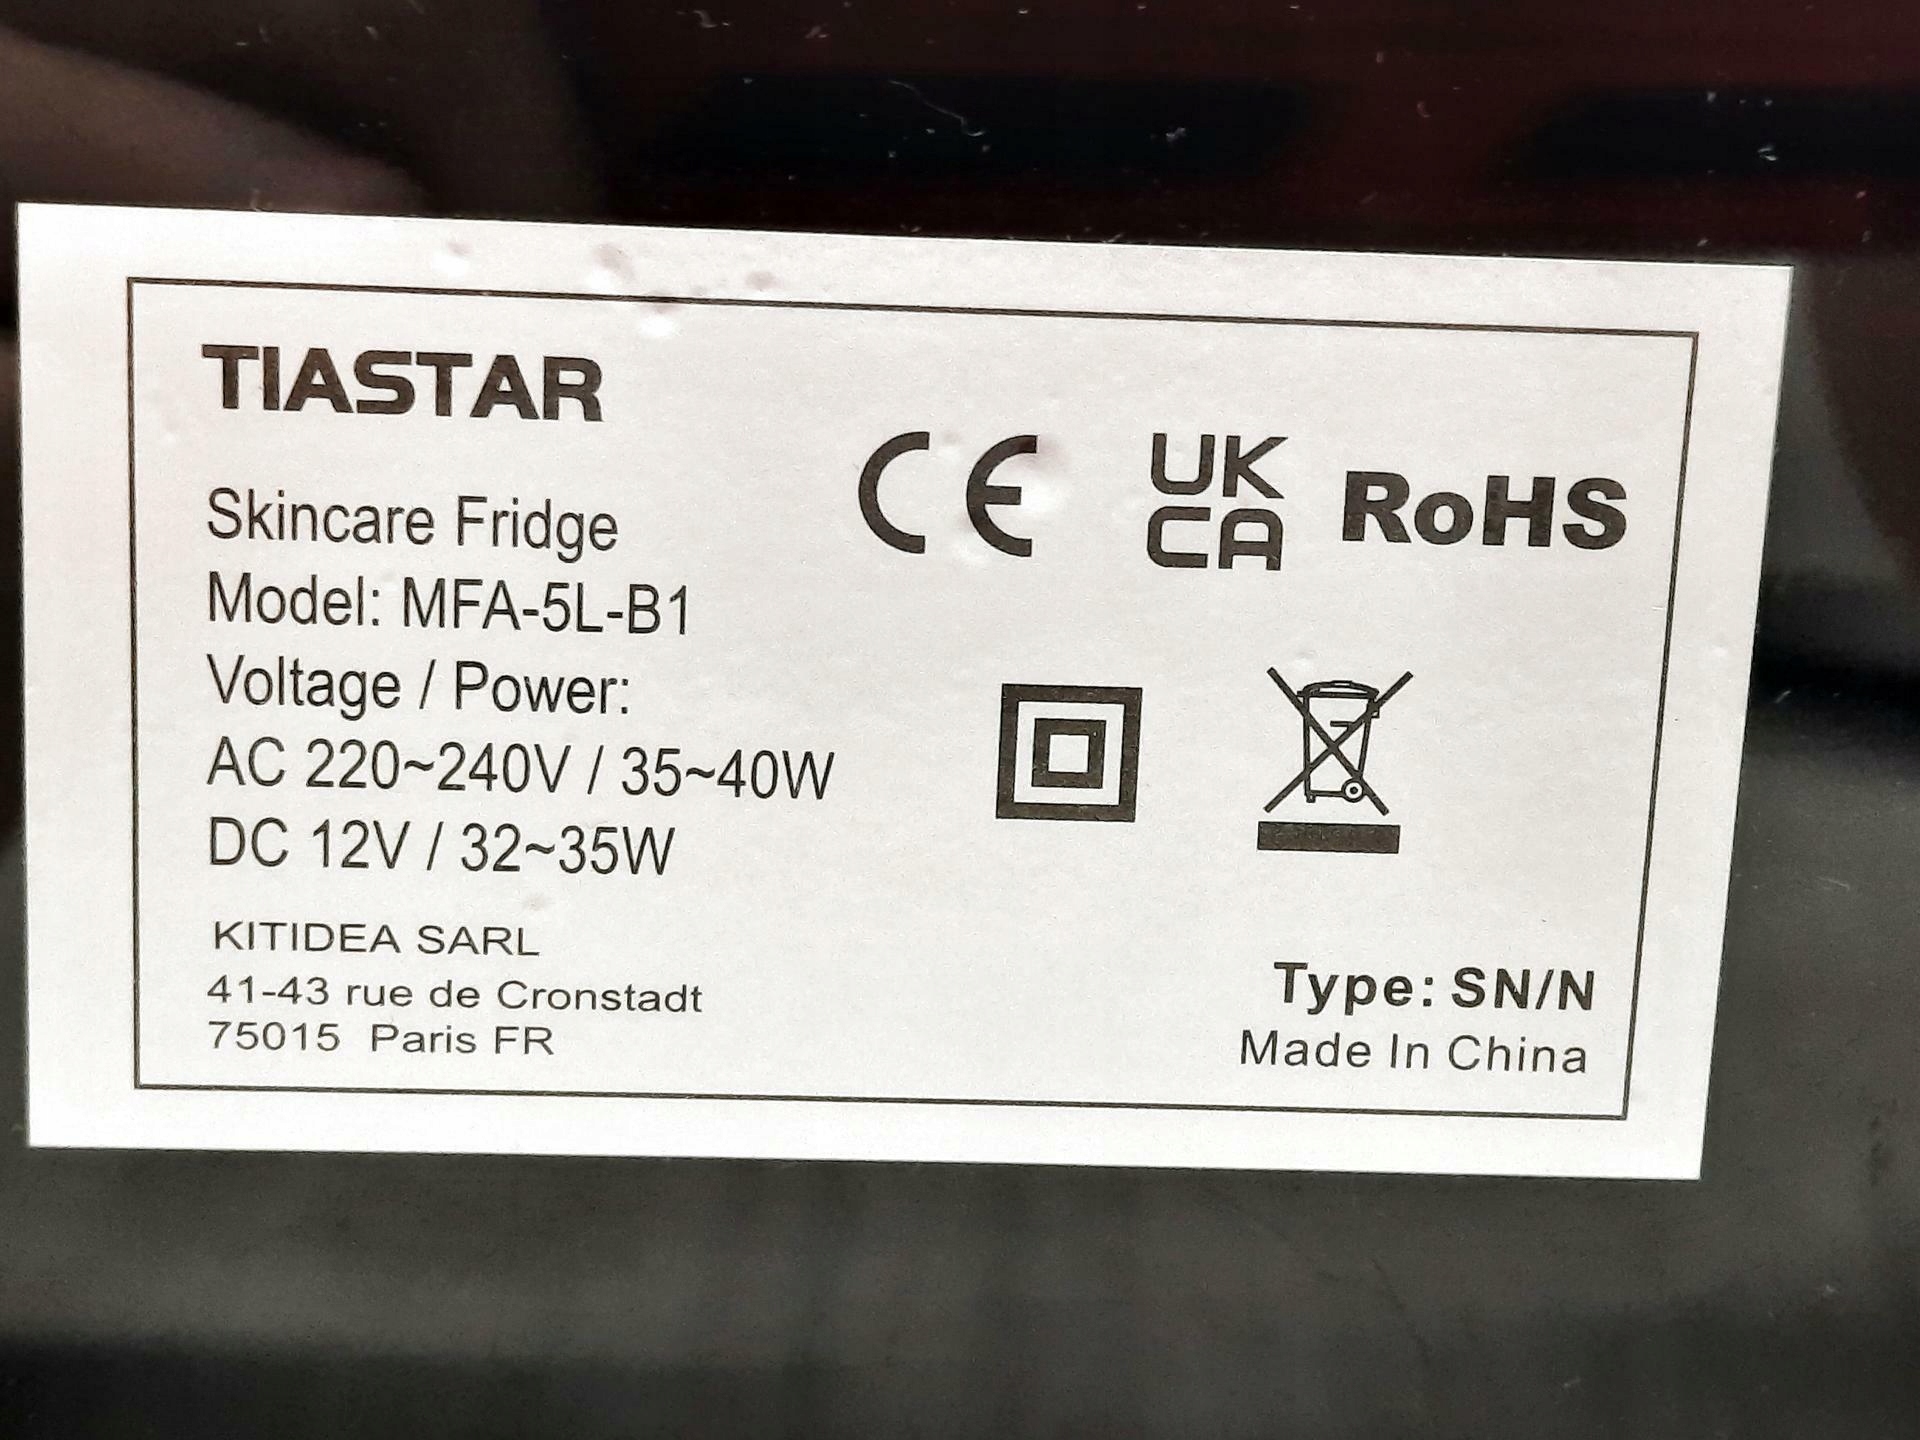 TIASTAR
Skincare Fridge
Model: MFA-5L-B1
Voltage / Power:
AC 220~240V / 35~40W
DC 12V / 32~35W
KITIDEA SARL
41-43 rue de Cronstadt
75015 Paris FR
CE
UK
CA
RoHS
Type: SN/N
Made In China